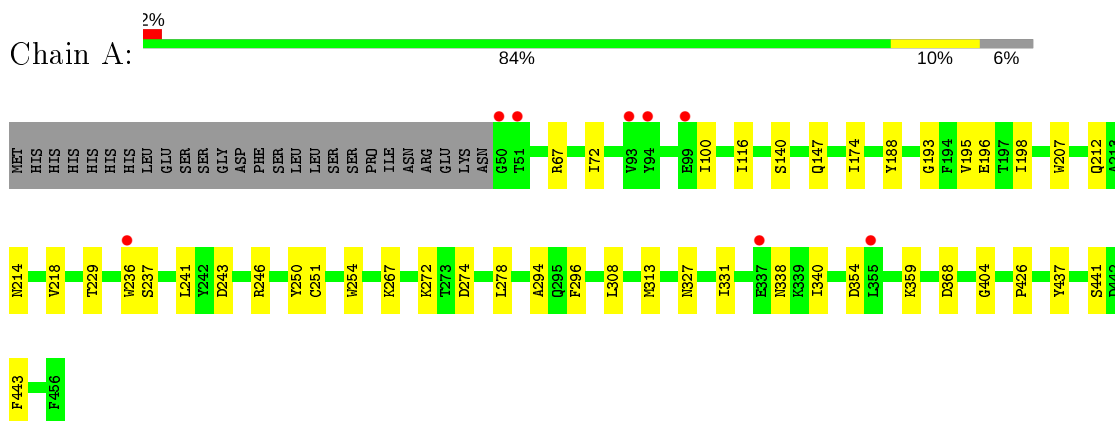 2%
Chain A:
84% 10% 6%
MET HIS HIS HIS HIS HIS HIS LEU GLU SER SER GLY ASP PHE SER LEU LEU SER SER PRO ILE ASN ARG GLU LYS ASN G50 T51 R67 I72 V93 Y94 E99 I100 I116 S140 Q147 I174 Y188 G193 F194 V195 E196 T197 I198 W207 Q212 A213
N214 V218 T229 W236 S237 L241 Y242 D243 R246 Y250 C251 W254 K267 K272 T273 D274 L278 A294 Q295 F296 L308 M313 N327 I331 E337 N338 K339 I340 D354 L355 K359 D368 G404 P426 Y437 S441 D442
F443 F456